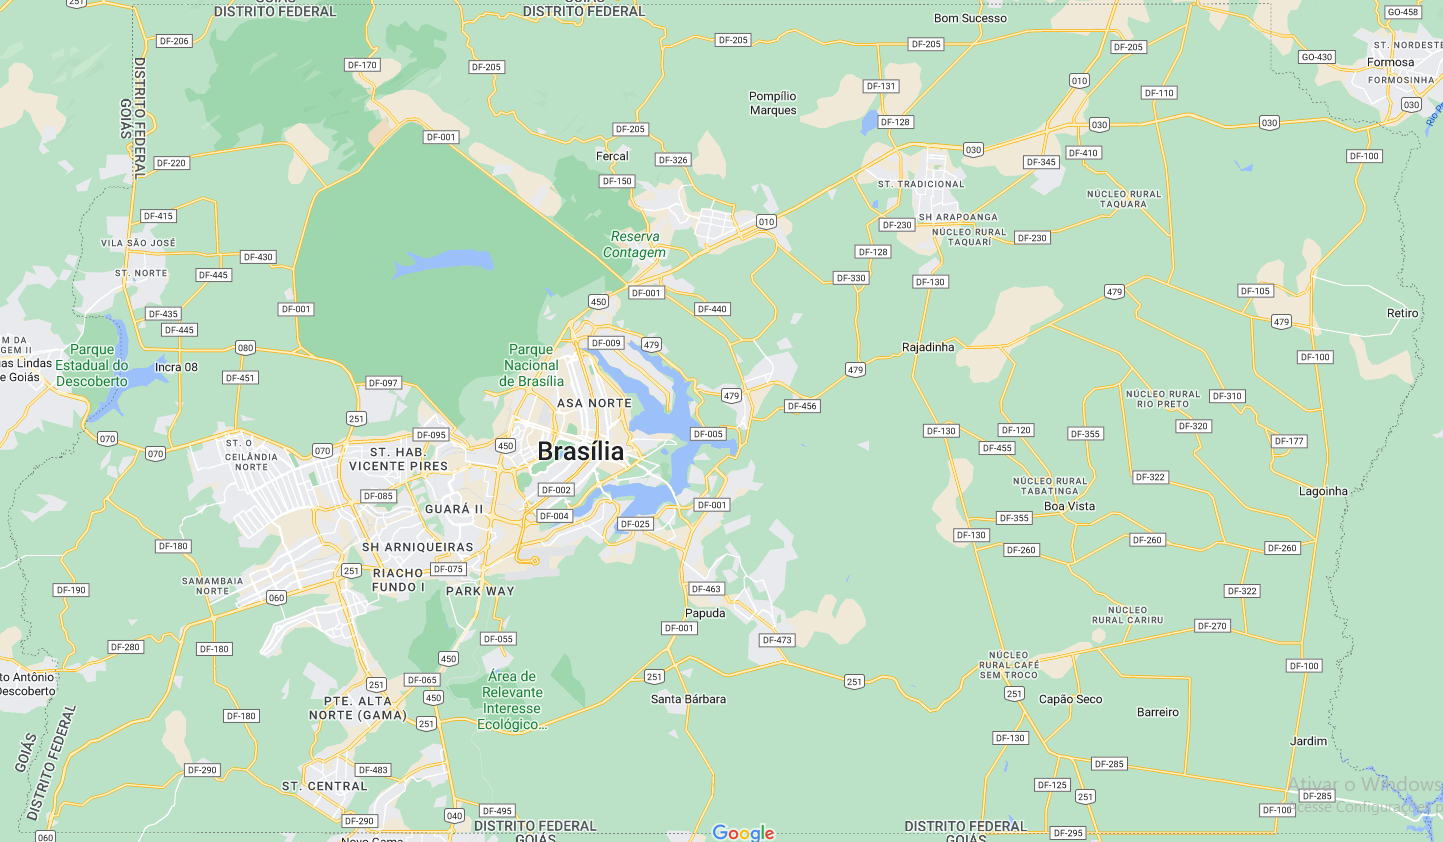 GOIÁS
DISTRITO FEDERAL
GOIÁS
DISTRITO FEDERAL
Bom Sucesso
GO-458
DF-206
DF-205
DF-205
DF-205
ST. NORDESTE
GO-430
Formosa
FORMOSINHA
DF-170
DF-205
010
DF-131
DF-110
DISTRITO FEDERAL
GOIÁS
Pompílio
Marques
030
DF-128
030
030
DF-205
DF-001
Fercal
DF-326
030
DF-410
DF-100
DF-220
DF-345
DF-150
ST. TRADICIONAL
NÚCLEO RURAL
TAQUARA
DF-415
010
DF-230
SH ARAPOANGA
NÚCLEO RURAL
TAQUARÍ
DF-230
Reserva
Contagem
VILA SÃO JOSÉ
DF-430
DF-128
ST. NORTE
DF-445
DF-330
DF-130
DF-001
479
DF-105
450
DF-001
DF-440
DF-435
DF-445
479
Retiro
DF-009
479
Rajadinha
080
Parque
Estadual do
Descoberto
M DA
GEM II
uas Lindas
e Goiás
Incra 08
DF-451
DF-097
Parque
Nacional
de Brasília
479
DF-100
ASA NORTE
479
DF-456
NÚCLEO RURAL
RIO PRETO
DF-310
251
DF-320
070
DF-095
450
DF-005
DF-130
DF-120
DF-455
DF-355
DF-177
ST. O
CEILÂNDIA
NORTE
070
070
ST. HAB.
VICENTE PIRES
Brasília
DF-322
NÚCLEO RURAL
TABATINGA
DF-085
DF-002
Lagoinha
GUARÁ II
DF-004
DF-025
DF-001
Boa Vista
DF-355
DF-130
DF-180
SH ARNIQUEIRAS
DF-260
DF-260
DF-260
251
RIACHO
FUNDO I
DF-075
SAMAMBAIA
NORTE
DF-190
060
PARK WAY
DF-463
DF-322
Papuda
NÚCLEO
RURAL CARIRU
DF-001
DF-270
DF-280
DF-180
DF-055
DF-473
450
NÚCLEO
RURAL CAFÉ
SEM TROCO
DF-100
to Antônio
Descoberto
251
DF-065
Área de
Relevante
Interesse
Ecológico...
251
251
251
450
PTE. ALTA
NORTE (GAMA)
Santa Bárbara
Capão Seco
Barreiro
DF-180
251
GOIÁS
DISTRITO FEDERAL
DF-130
Jardim
DF-290
DF-483
DF-285
ST. CENTRAL
DF-125
251
Ativar o Windows
DF-285
DF-100
DF-495
040
DF-290
060
DISTRITO FEDERAL
GOIÁS
Google
DISTRITO FEDERAL
GOIÁS
DF-295
Novo Gama